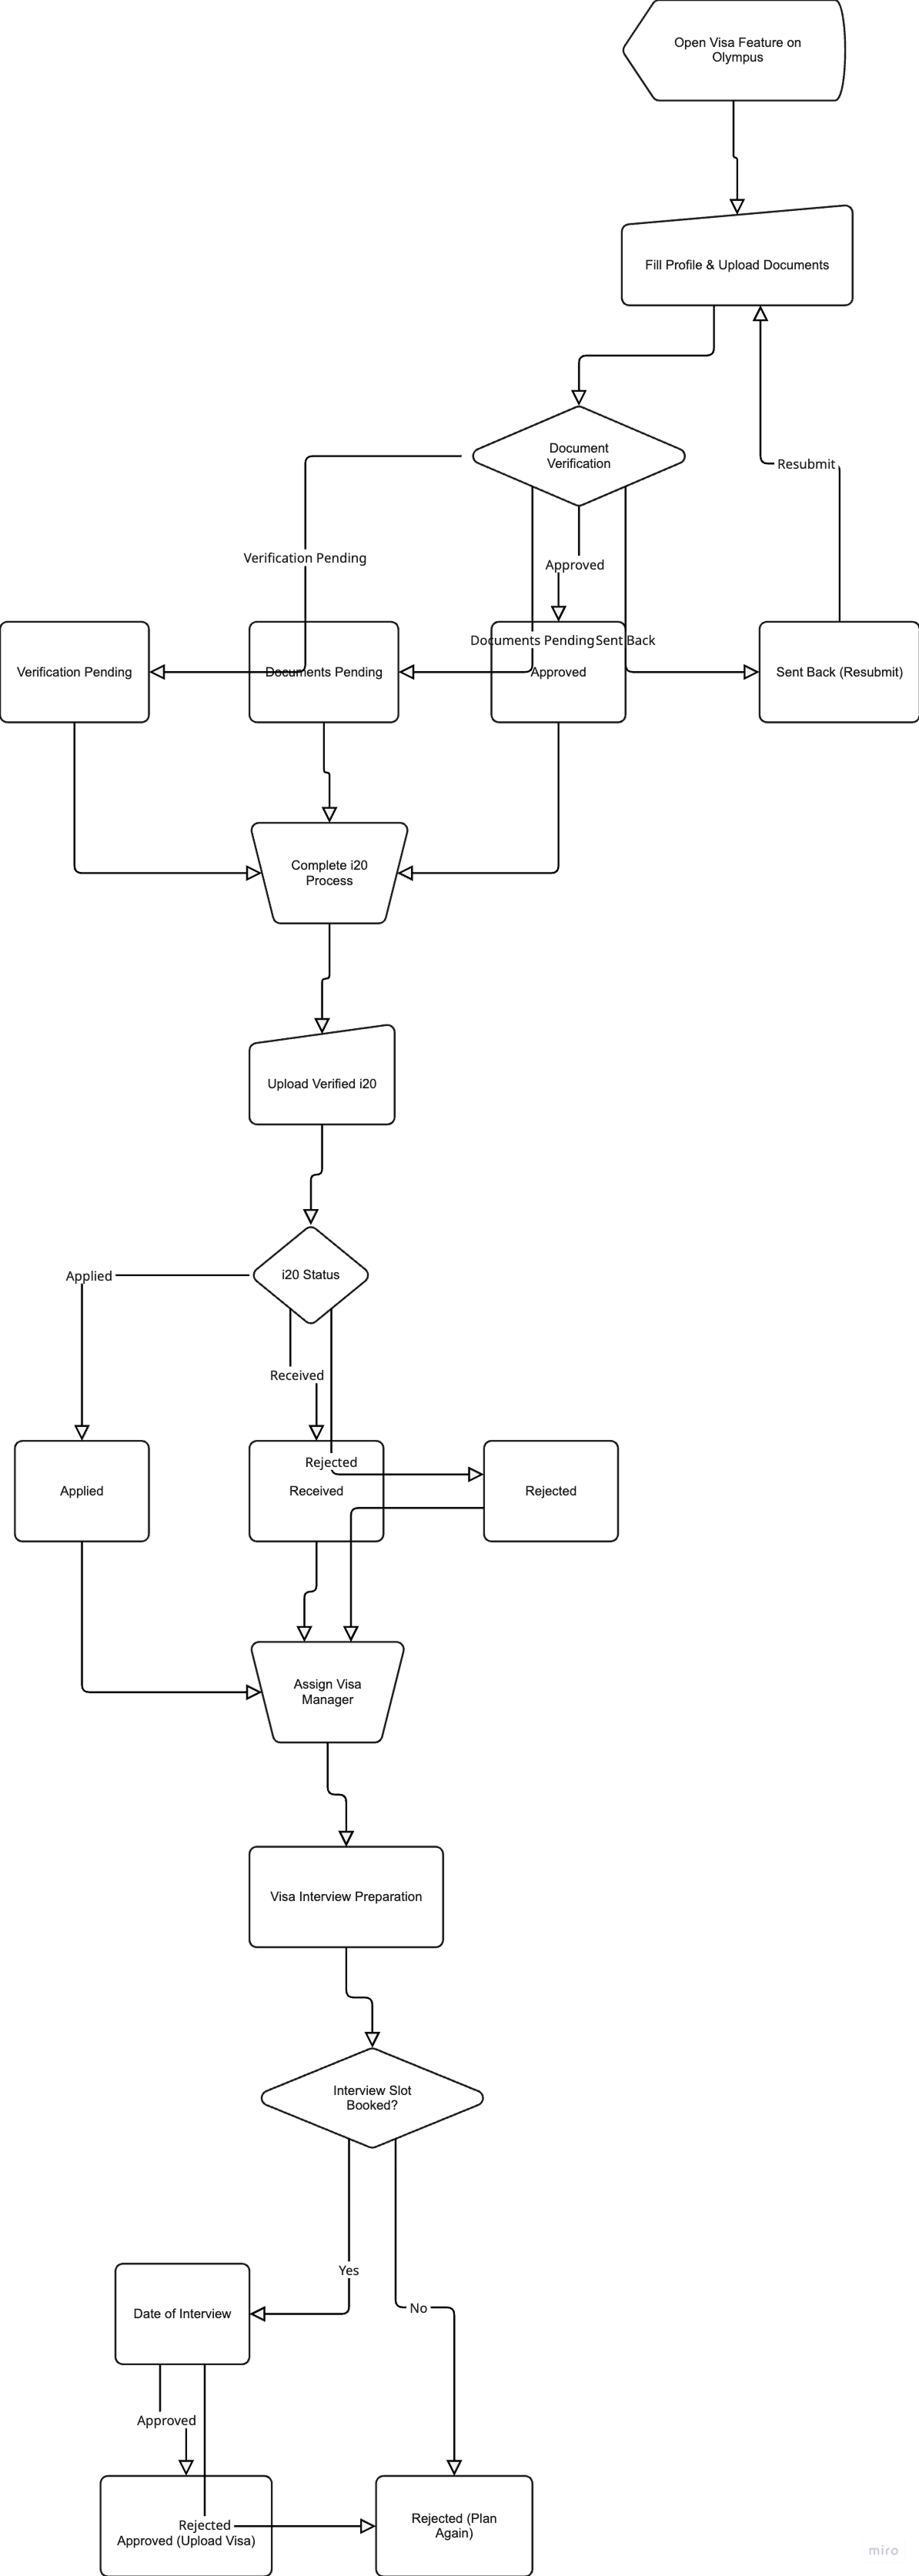 Open Visa Feature on
Olympus
Fill Profile & Upload Documents
Document
Verification
Resubmit
Verification Pending
Approved
Documents Pending
Sent Back
Verification Pending
Documents Pending
Approved
Sent Back (Resubmit)
Complete i20
Process
Upload Verified i20
i20 Status
Applied
Received
Rejected
Applied
Received
Rejected
Assign Visa
Manager
Visa Interview Preparation
Interview Slot
Booked?
Yes
No
Date of Interview
Approved
Rejected
Approved (Upload Visa)
Rejected (Plan
Again)
miro